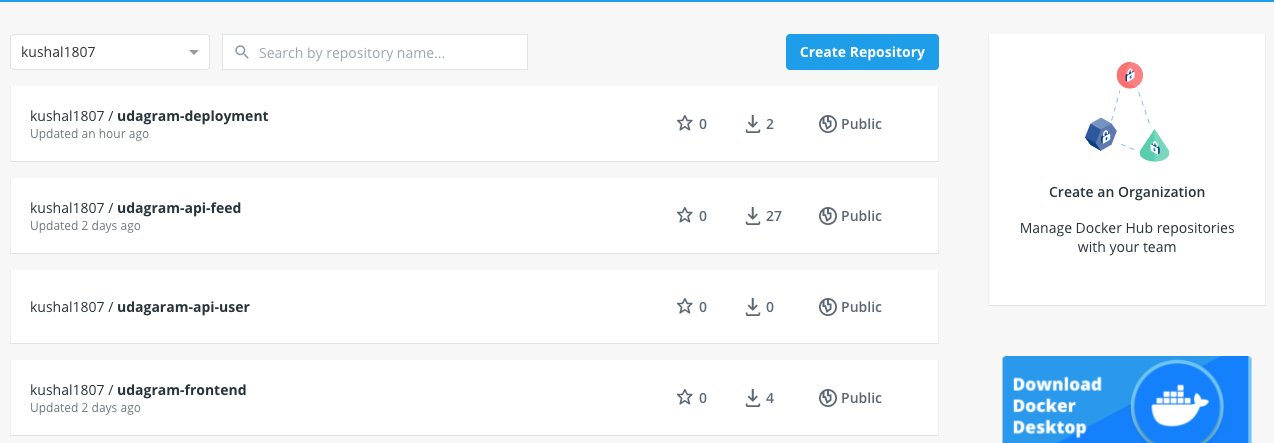 kushal1807
Search by repository name...
Create Repository
kushal1807 / udagram-deployment
Updated an hour ago
0
2
Public
kushal1807 / udagram-api-feed
Updated 2 days ago
0
27
Public
kushal1807 / udagaram-api-user
0
0
Public
kushal1807 / udagram-frontend
Updated 2 days ago
0
4
Public
Create an Organization
Manage Docker Hub repositories
with your team
Download
Docker
Desktop